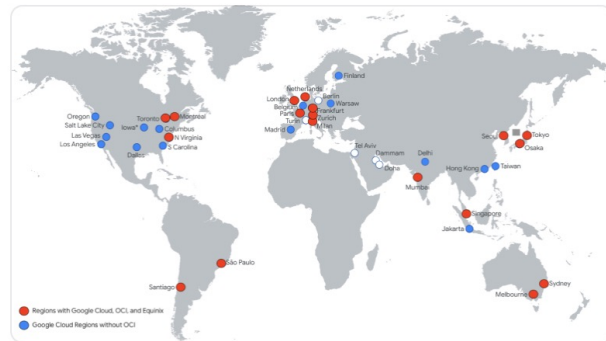 Finland
Netherlands
Berlin
London
Warsaw
Belgium
Frankfurt
Paris
Zurich
Turin
Milan
Madrid
Oregon
Toronto
Montréal
Salt Lake City
Iowa*
Columbus
Las Vegas
N Virginia
Los Angeles
Dallas
S Carolina
Tel Aviv
Dammam
Doha
Delhi
Mumbai
Seoul
Tokyo
Osaka
Hong Kong
Taiwan
Singapore
Jakarta
São Paulo
Santiago
Sydney
Melbourne
Regions with Google Cloud, OCI, and Equinix
Google Cloud Regions without OCI